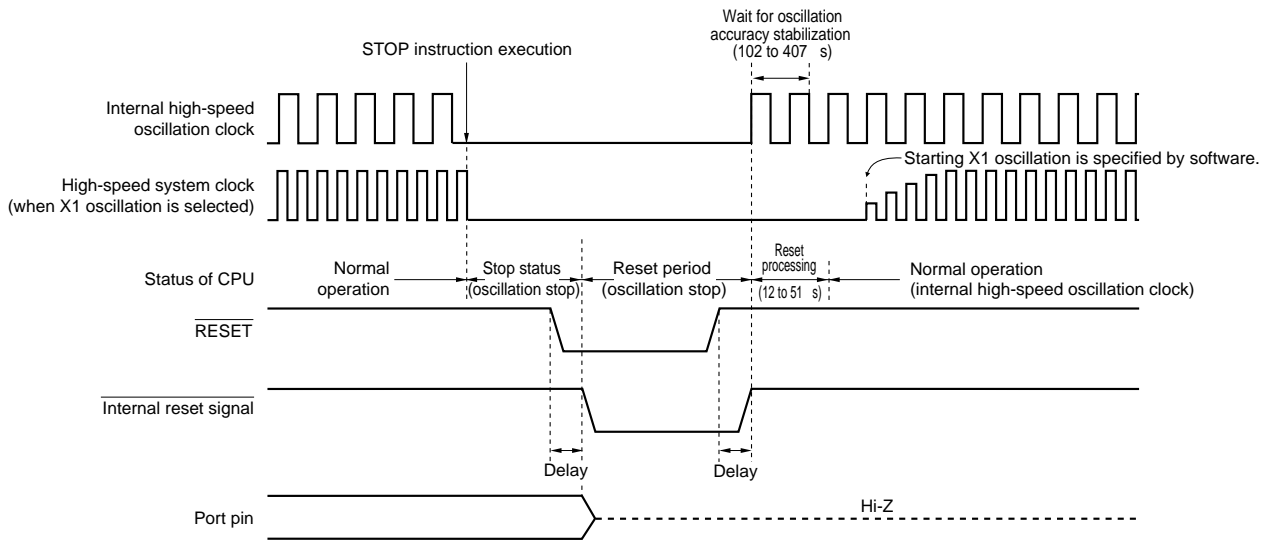 Wait for oscillation
accuracy stabilization
(102 to 407 s)
STOP instruction execution
Internal high-speed
oscillation clock
Starting X1 oscillation is specified by software.
High-speed system clock
(when X1 oscillation is selected)
Status of CPU
Normal
operation
Stop status
(oscillation stop)
Reset period
(oscillation stop)
Reset
processing
(12 to 51 s)
Normal operation
(internal high-speed oscillation clock)
RESET
Internal reset signal
Delay
Delay
Port pin
Hi-Z